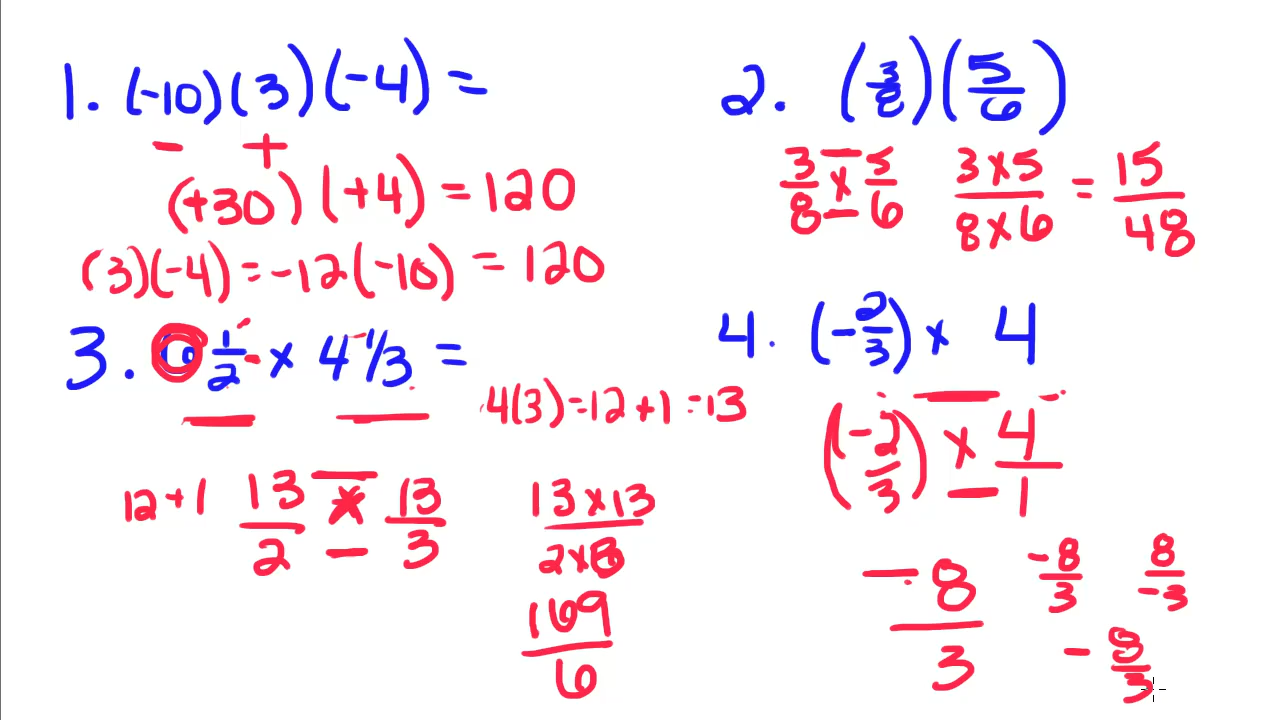 1. (-10)(3)(-4) =
- +
(+30)(+4) = 120
(3)(-4) = -12(-10) = 120
2. (3/8)(5/6)
3/8 x 5/6 3x5/8x6 = 15/48
3. 1/2 x 4 1/3 =
4(3) = 12 + 1 = 13
12 + 1 13/2 x 13/3 13x13/2x3
169/6
4. (-2/3) x 4
(-2/3) x 4/1
-8/3 -8/3 8/-3
-8/3